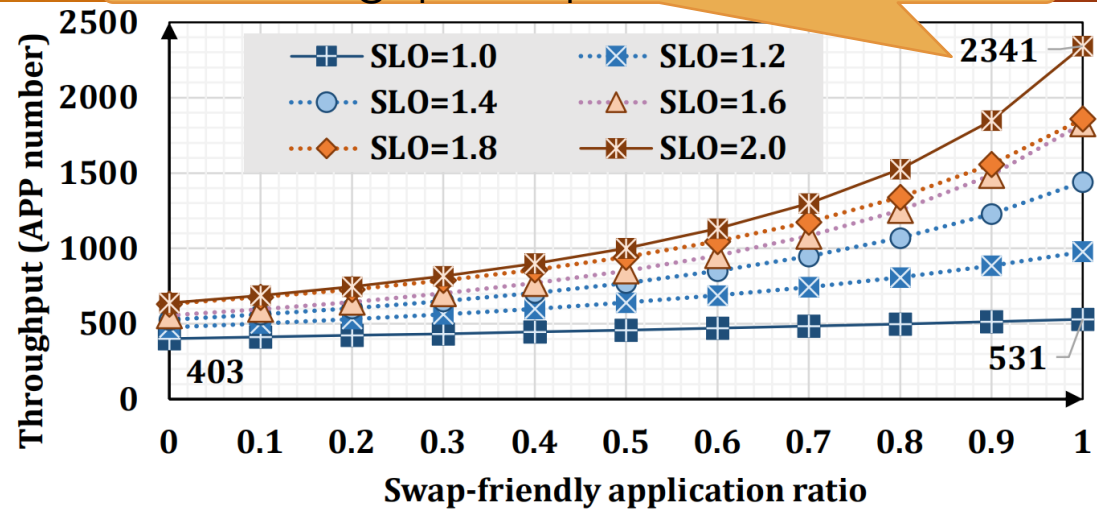 2500
2000
1500
1000
500
0
Throughput (APP number)
SLO=1.0
SLO=1.2
SLO=1.4
SLO=1.6
SLO=1.8
SLO=2.0
2341
403
531
0 0.1 0.2 0.3 0.4 0.5 0.6 0.7 0.8 0.9 1
Swap-friendly application ratio